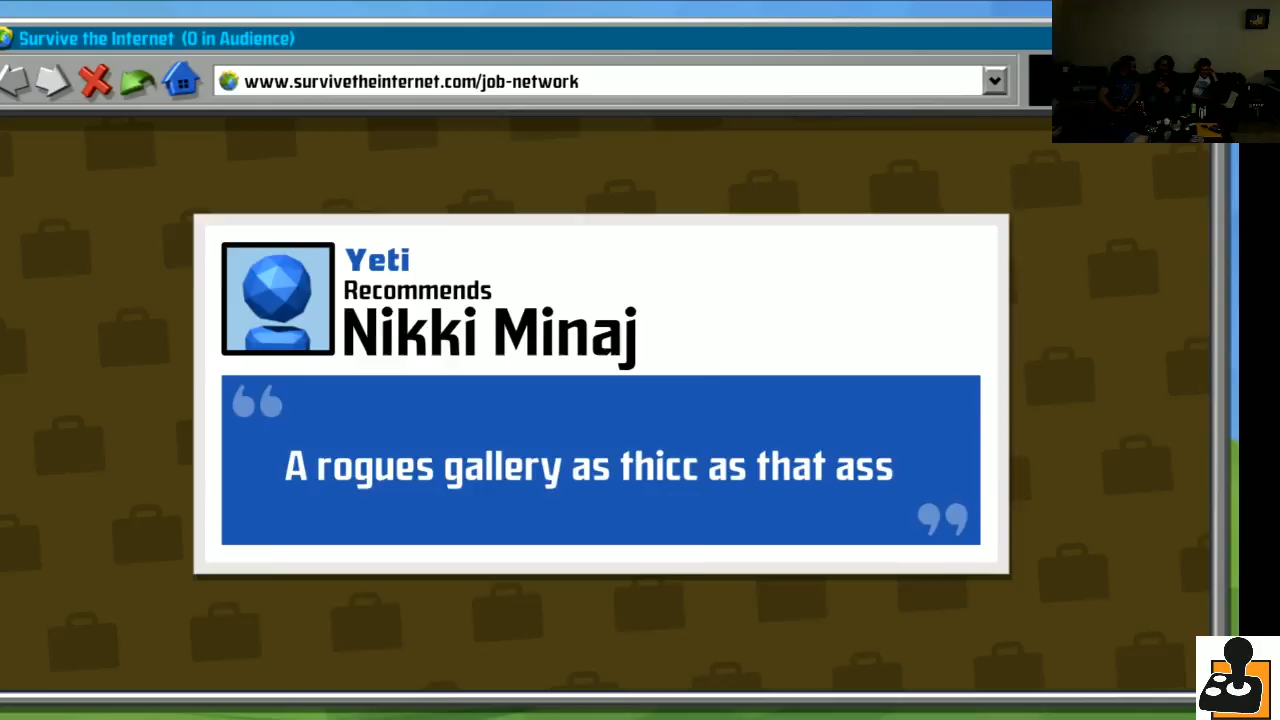 Survive the Internet (0 in Audience)
www.survivetheinternet.com/job-network
Yeti
Recommends
Nikki Minaj
A rogues gallery as thicc as that ass